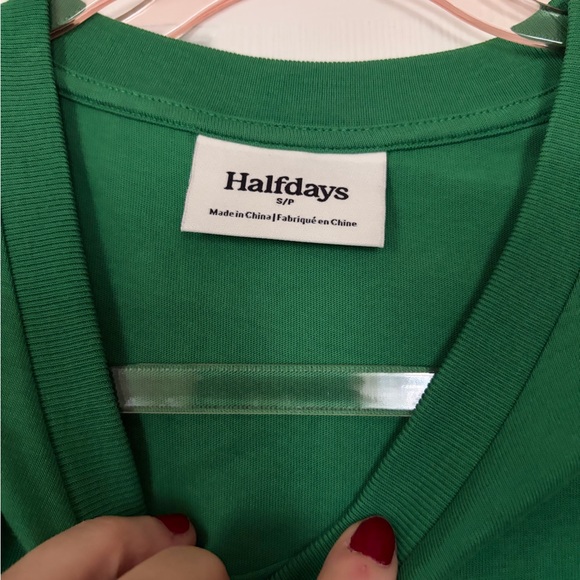 Halfdays
S/P
Made in China | Fabriqué en Chine